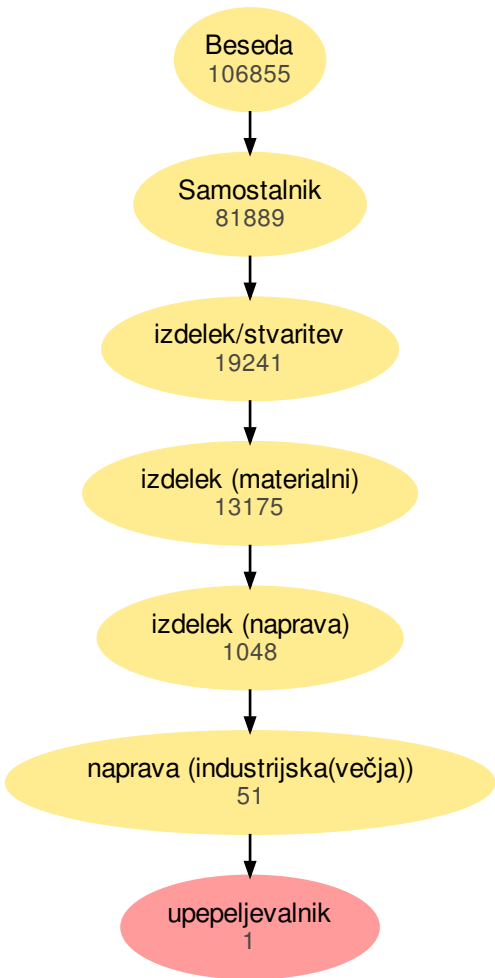 Beseda
106855
Samostalnik
81889
izdelek/stvaritev
19241
izdelek (materialni)
13175
izdelek (naprava)
1048
naprava (industrijska(večja))
51
upepeljevalnik
1